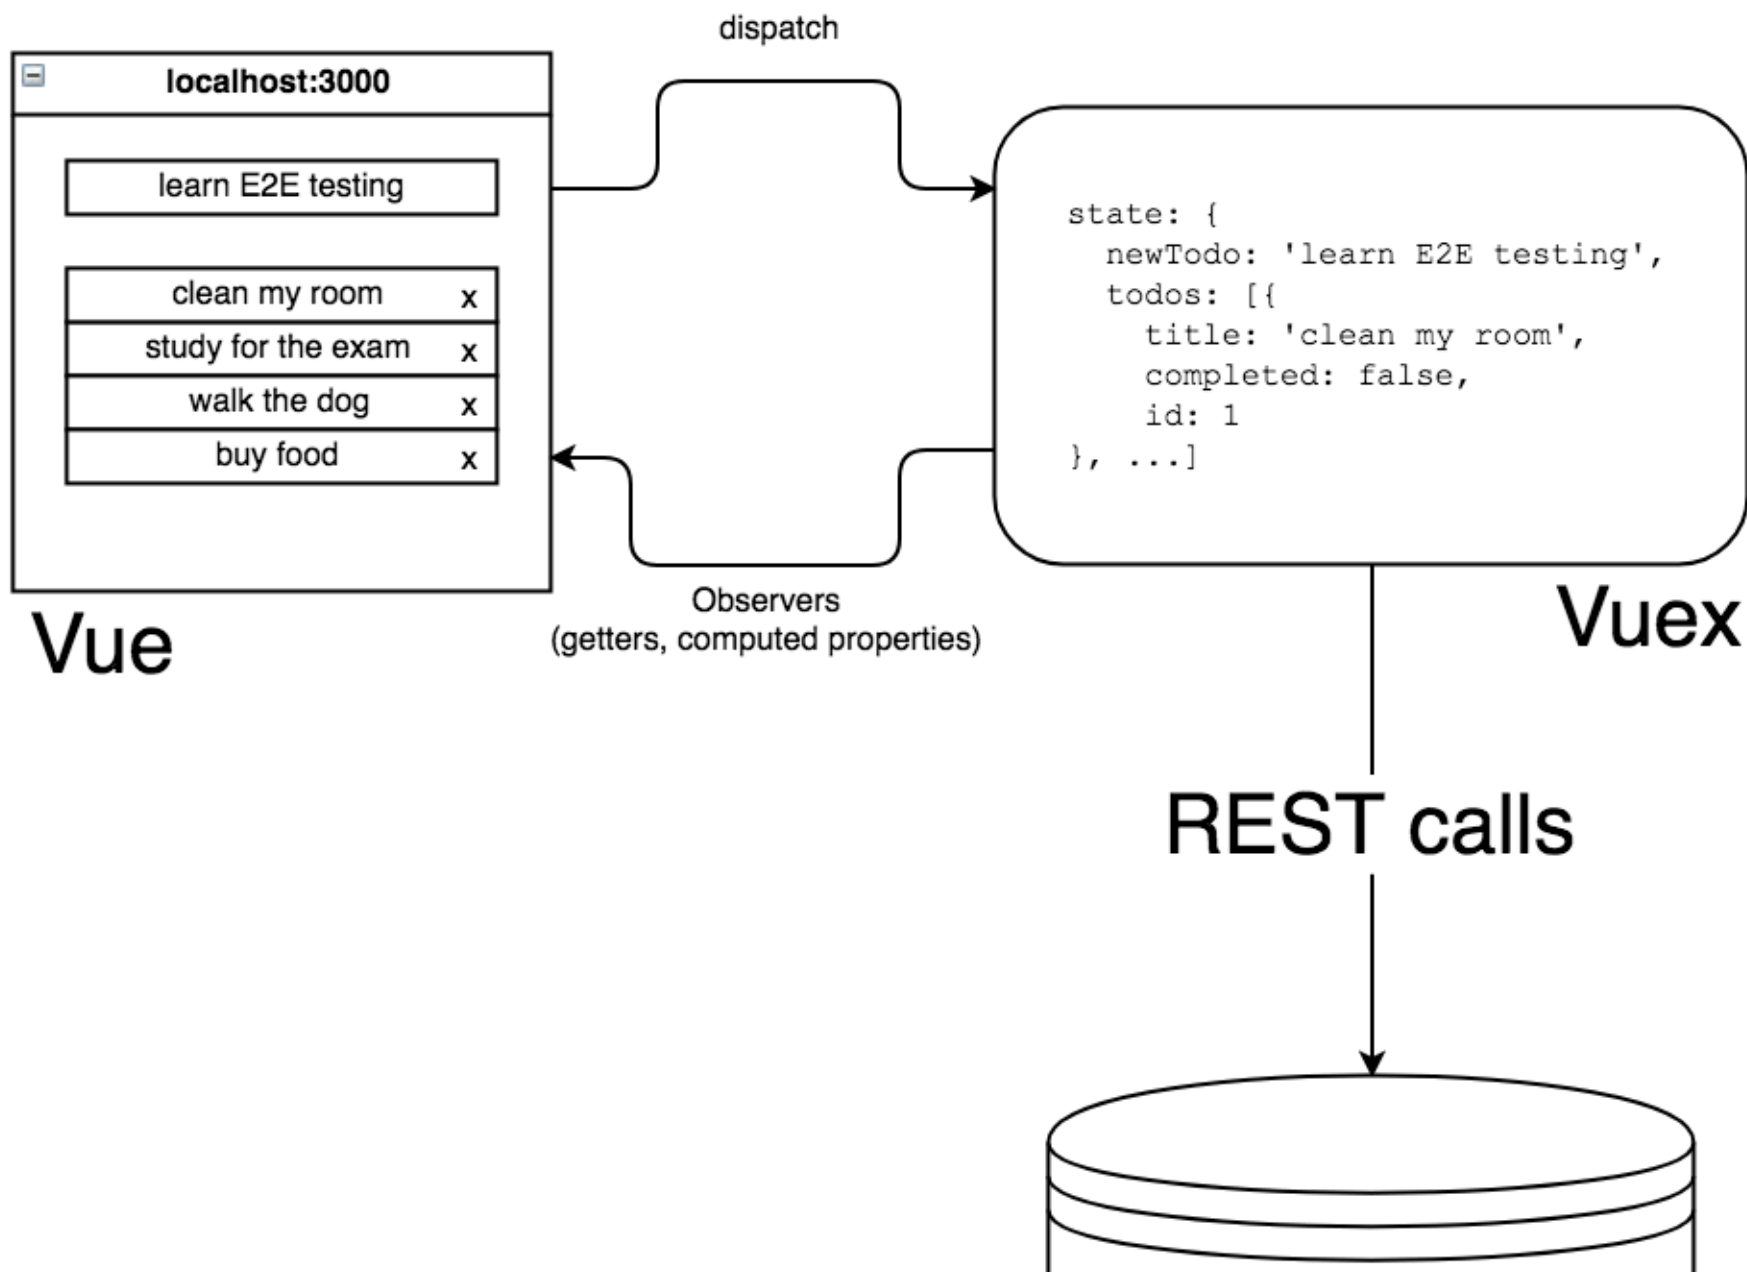 dispatch
localhost:3000
learn E2E testing
clean my room x
study for the exam x
walk the dog x
buy food x
Vue
state: {
newTodo: 'learn E2E testing',
todos: [{
title: 'clean my room',
completed: false,
id: 1
}, ...]
Vuex
Observers
(getters, computed properties)
REST calls